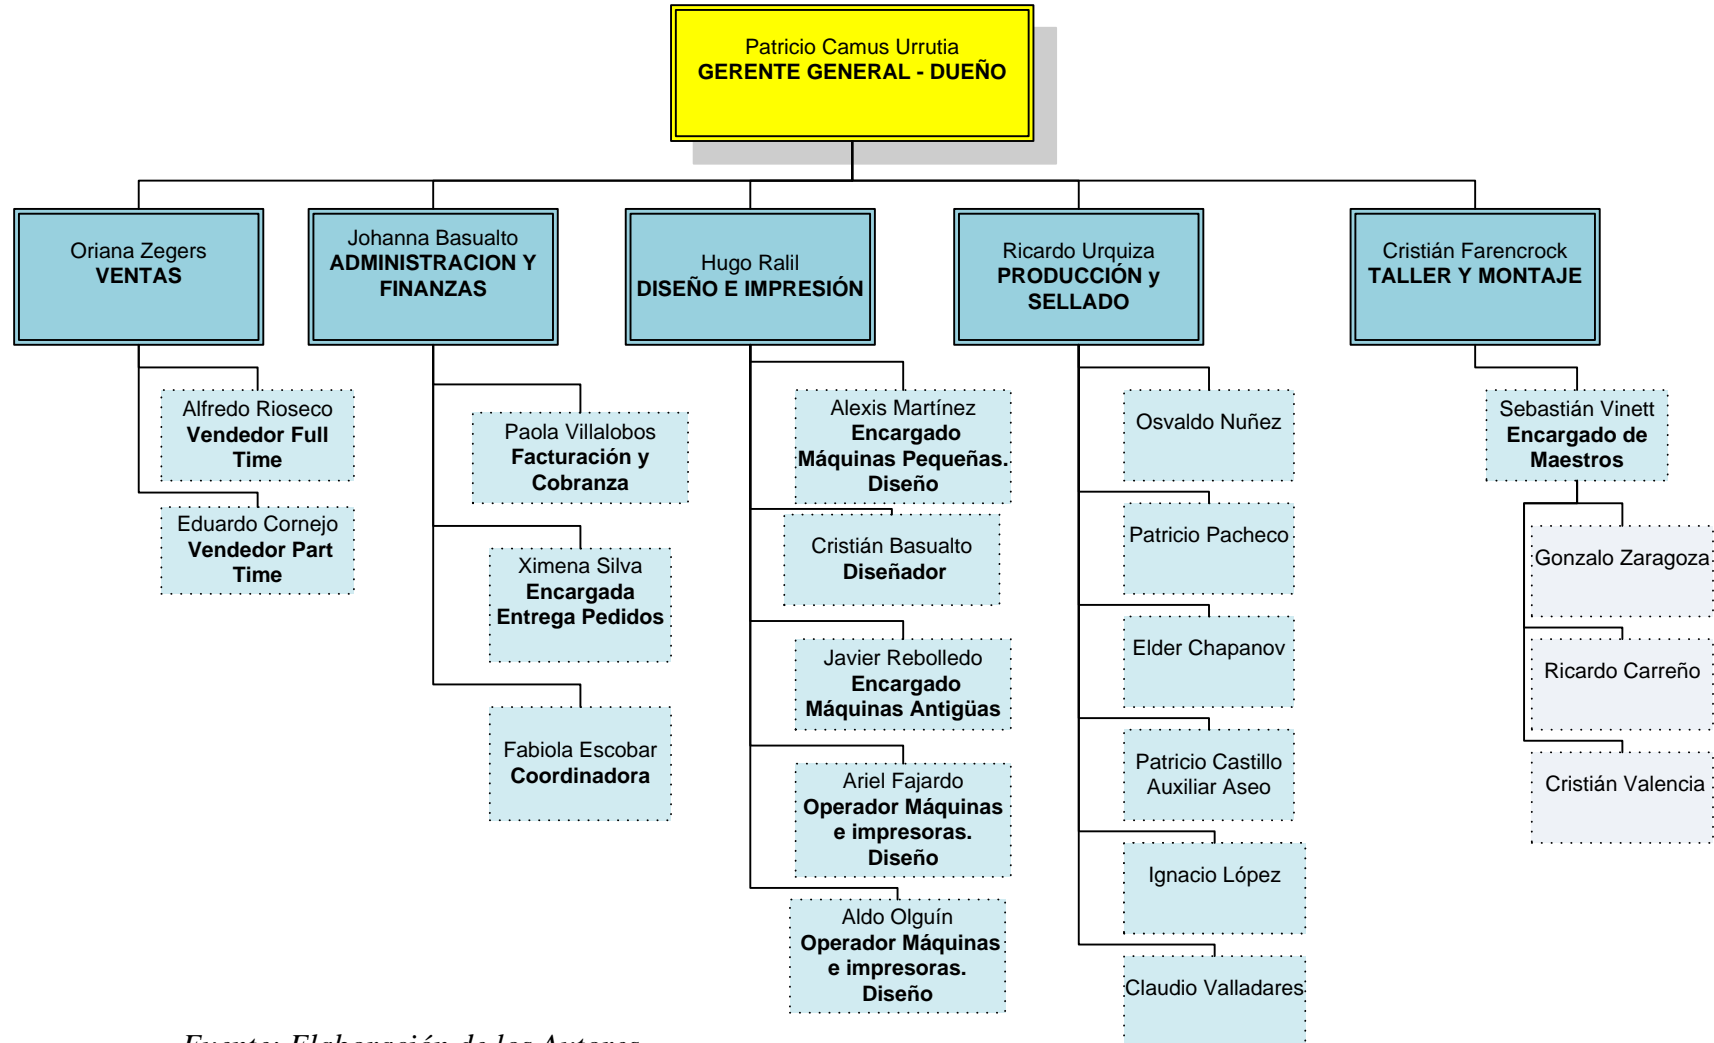 Patricio Camus Urrutia
GERENTE GENERAL - DUEÑO
Oriana Zegers
VENTAS
Johanna Basualto
ADMINISTRACION Y
FINANZAS
Hugo Ralil
DISEÑO E IMPRESIÓN
Ricardo Urquiza
PRODUCCIÓN y
SELLADO
Cristián Farencrock
TALLER Y MONTAJE
Alfredo Rioseco
Vendedor Full
Time
Eduardo Cornejo
Vendedor Part
Time
Paola Villalobos
Facturación y
Cobranza
Ximena Silva
Encargada
Entrega Pedidos
Fabiola Escobar
Coordinadora
Alexis Martínez
Encargado
Máquinas Pequeñas.
Diseño
Cristián Basualto
Diseñador
Javier Rebolledo
Encargado
Máquinas Antigüas
Ariel Fajardo
Operador Máquinas
e impresoras.
Diseño
Aldo Olguín
Operador Máquinas
e impresoras.
Diseño
Osvaldo Nuñez
Patricio Pacheco
Elder Chapanov
Patricio Castillo
Auxiliar Aseo
Ignacio López
Claudio Valladares
Sebastián Vinett
Encargado de
Maestros
Gonzalo Zaragoza
Ricardo Carreño
Cristián Valencia
Fuente: Elaboración de los Autores